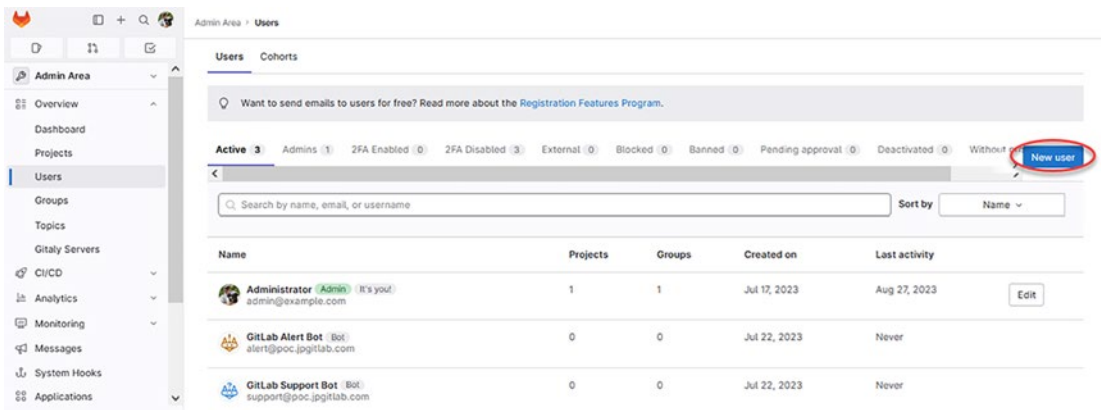 Admin Area > Users
Admin Area
Overview
Dashboard
Projects
Users
Groups
Topics
Gitaly Servers
CI/CD
Analytics
Monitoring
Messages
System Hooks
Applications
Users Cohorts
Want to send emails to users for free? Read more about the Registration Features Program.
Active 3 Admins 1 2FA Enabled 0 2FA Disabled 3 External 0 Blocked 0 Banned 0 Pending approval 0 Deactivated 0 Without
New user
Search by name, email, or username
Sort by Name
Name Projects Groups Created on Last activity
Administrator Admin It's you! 1 1 Jul 17, 2023 Aug 27, 2023 Edit
admin@example.com
GitLab Alert Bot Bot 0 0 Jul 22, 2023 Never
alert@poc.jpgitlab.com
GitLab Support Bot Bot 0 0 Jul 22, 2023 Never
support@poc.jpgitlab.com